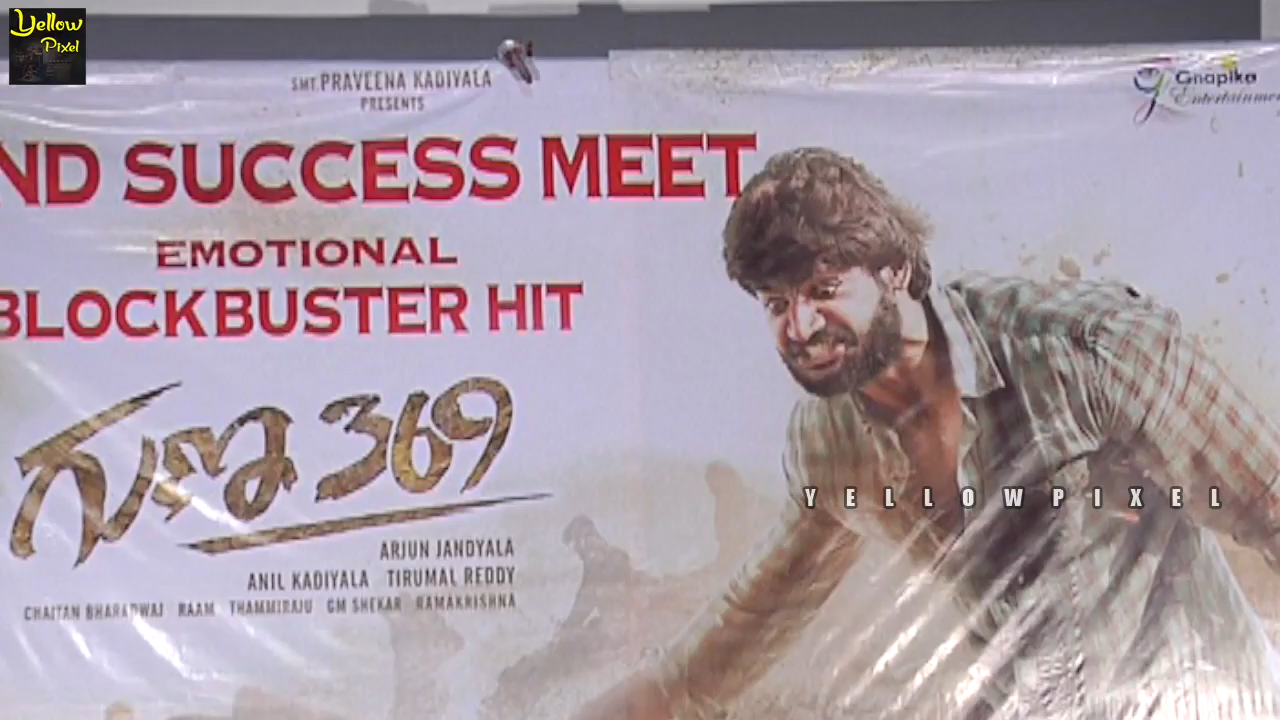 Yellow
Pixel
SMT. PRAVEENA KADIYALA
PRESENTS
Gnapika
Entertainmen
ND SUCCESS MEET
EMOTIONAL
BLOCKBUSTER HIT
గుణ 369
YELLOWPIXEL
ARJUN JANDYALA
ANIL KADIYALA TIRUMAL REDDY
CHAITAN BHARADWAJ RAAM THAMMIRAJU GM SHEKAR RAMAKRISHNA